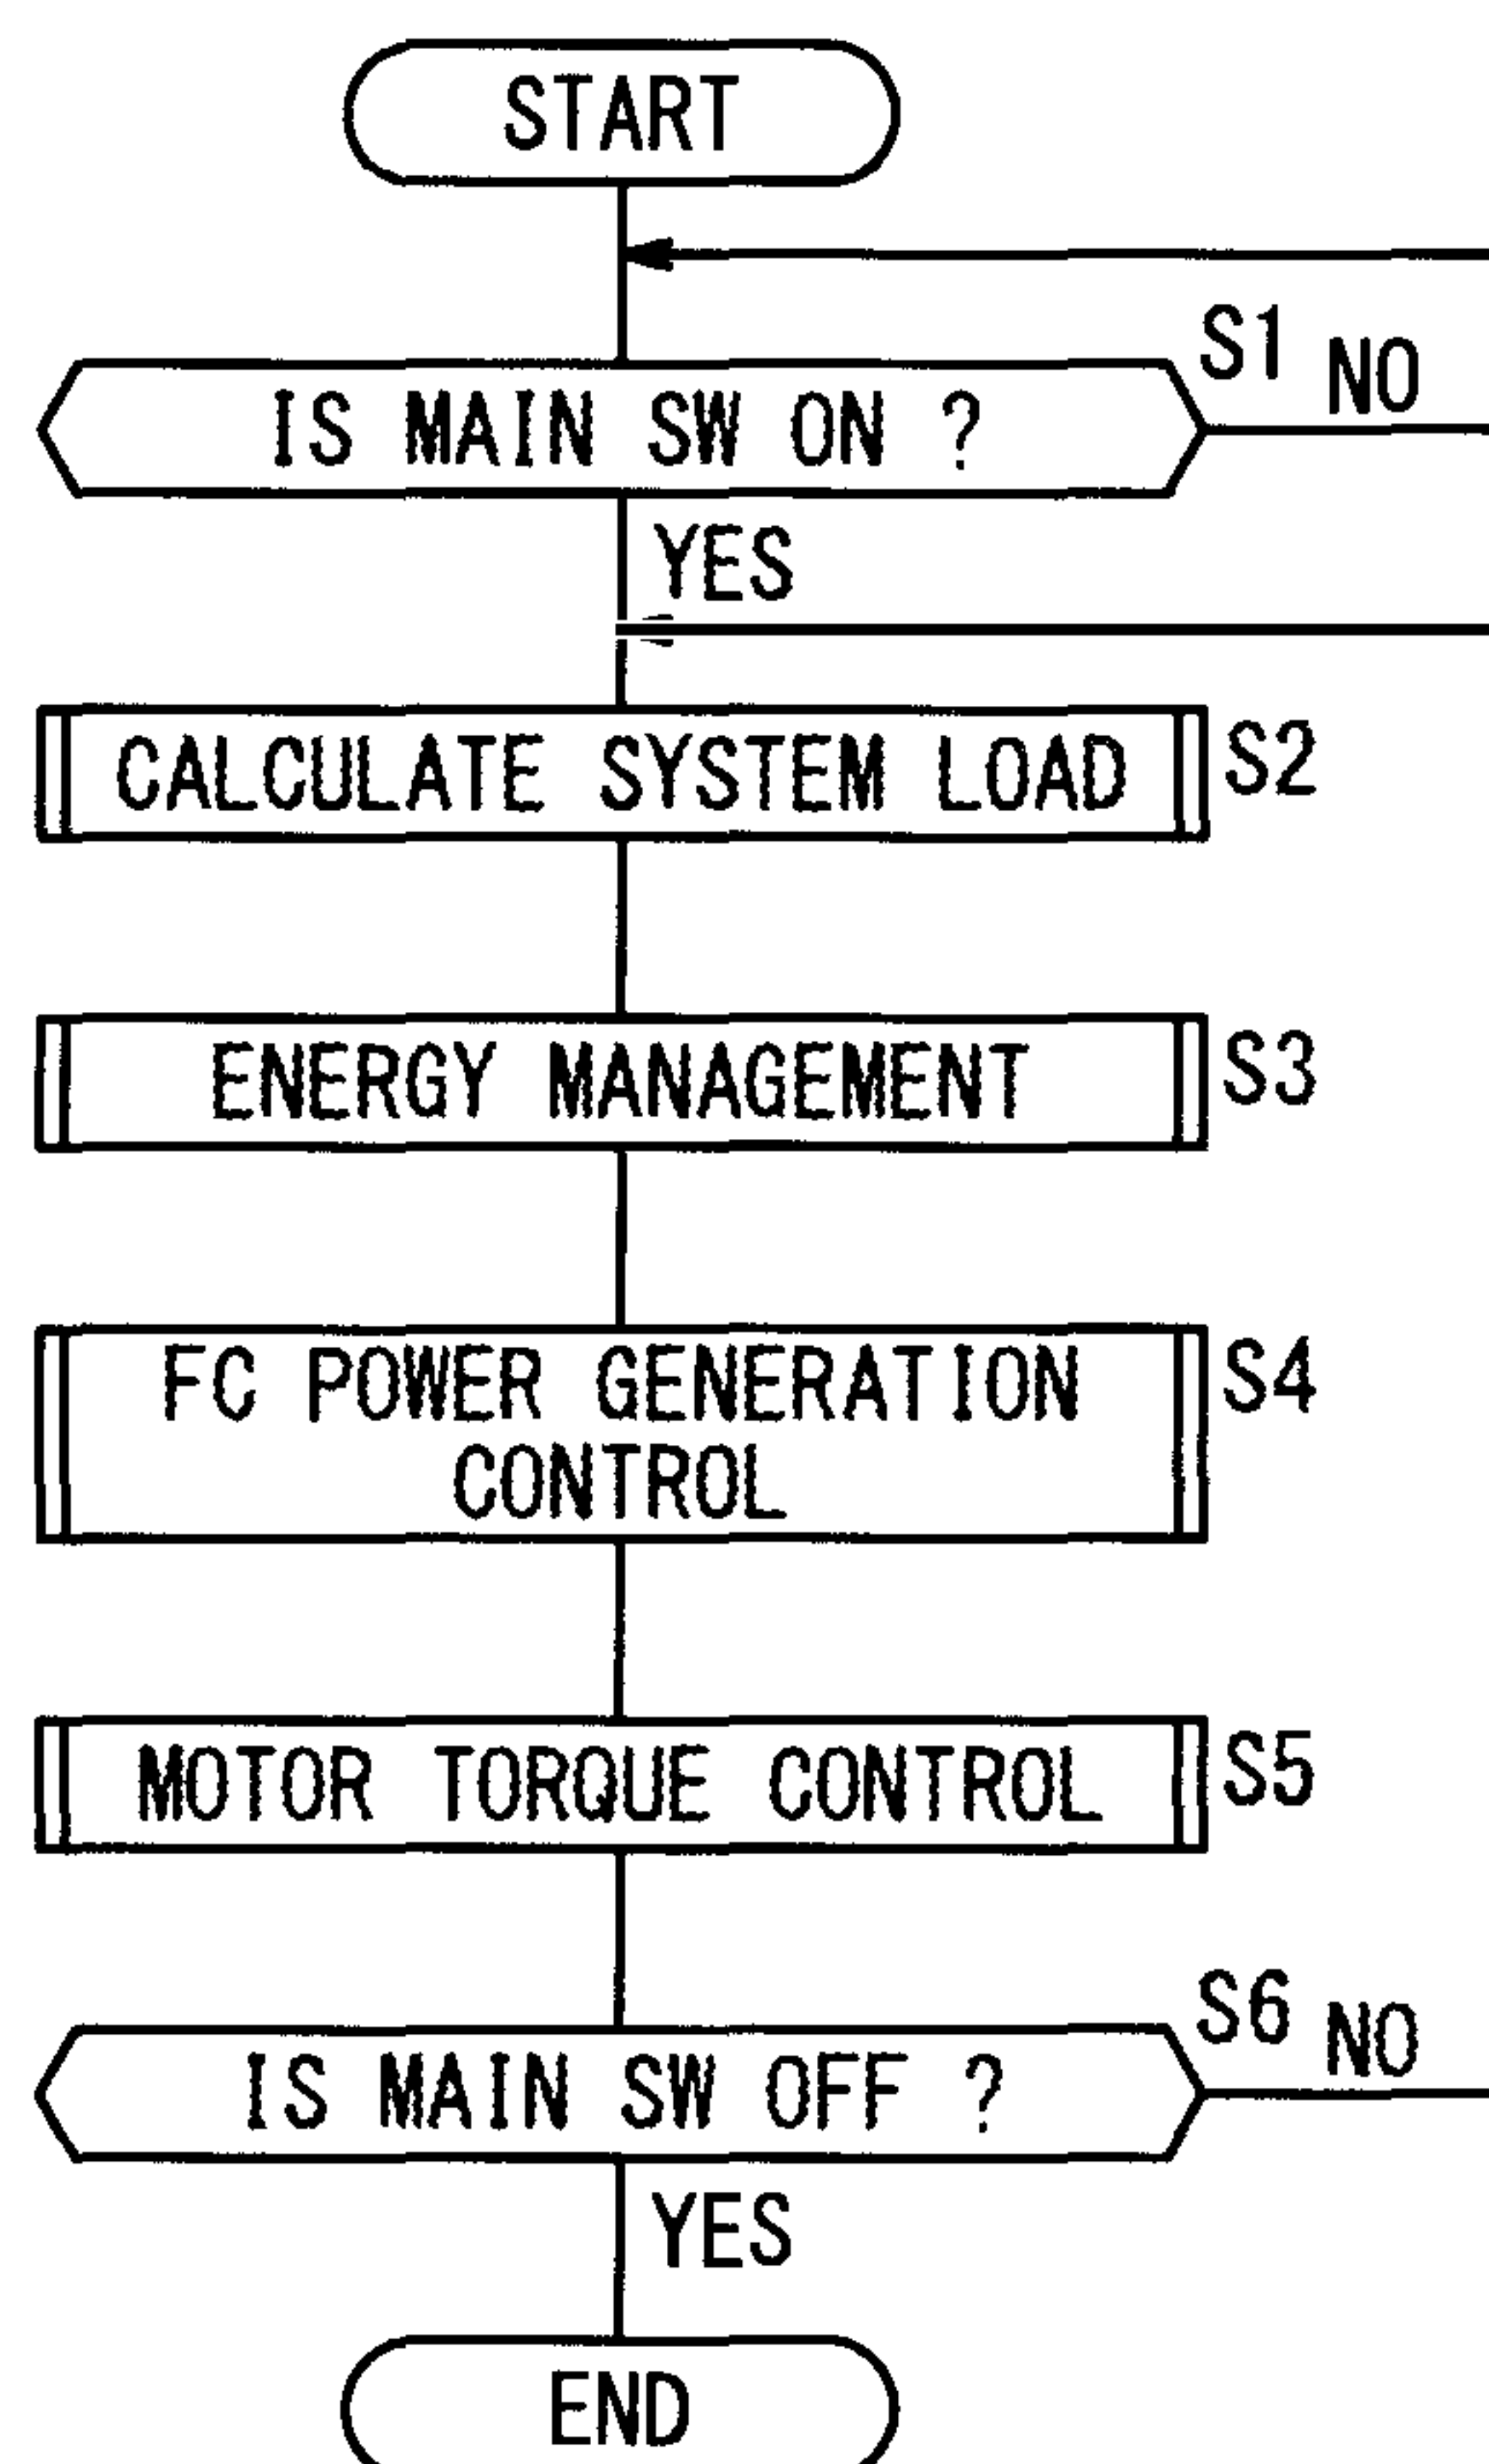 START
S1
NO
IS MAIN SW ON ?
YES
CALCULATE SYSTEM LOAD
S2
ENERGY MANAGEMENT
S3
FC POWER GENERATION
CONTROL
S4
MOTOR TORQUE CONTROL
S5
S6
NO
IS MAIN SW OFF ?
YES
END